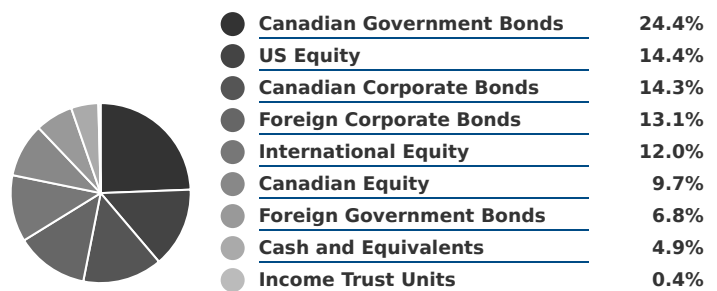 Canadian Government Bonds 24.4%
US Equity 14.4%
Canadian Corporate Bonds 14.3%
Foreign Corporate Bonds 13.1%
International Equity 12.0%
Canadian Equity 9.7%
Foreign Government Bonds 6.8%
Cash and Equivalents 4.9%
Income Trust Units 0.4%